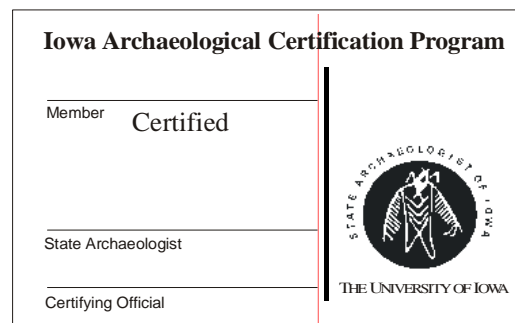 Iowa Archaeological Certification Program
Member
Certified
State Archaeologist
Certifying Official
STATE ARCHAEOLOGIST OF IOWA
THE UNIVERSITY OF IOWA